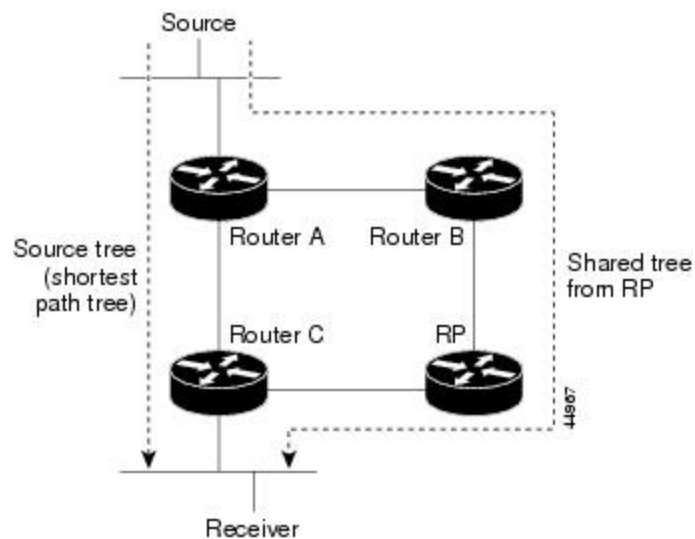 Source
Router A
Router B
Source tree
(shortest
path tree)
Shared tree
from RP
Router C
RP
44967
Receiver